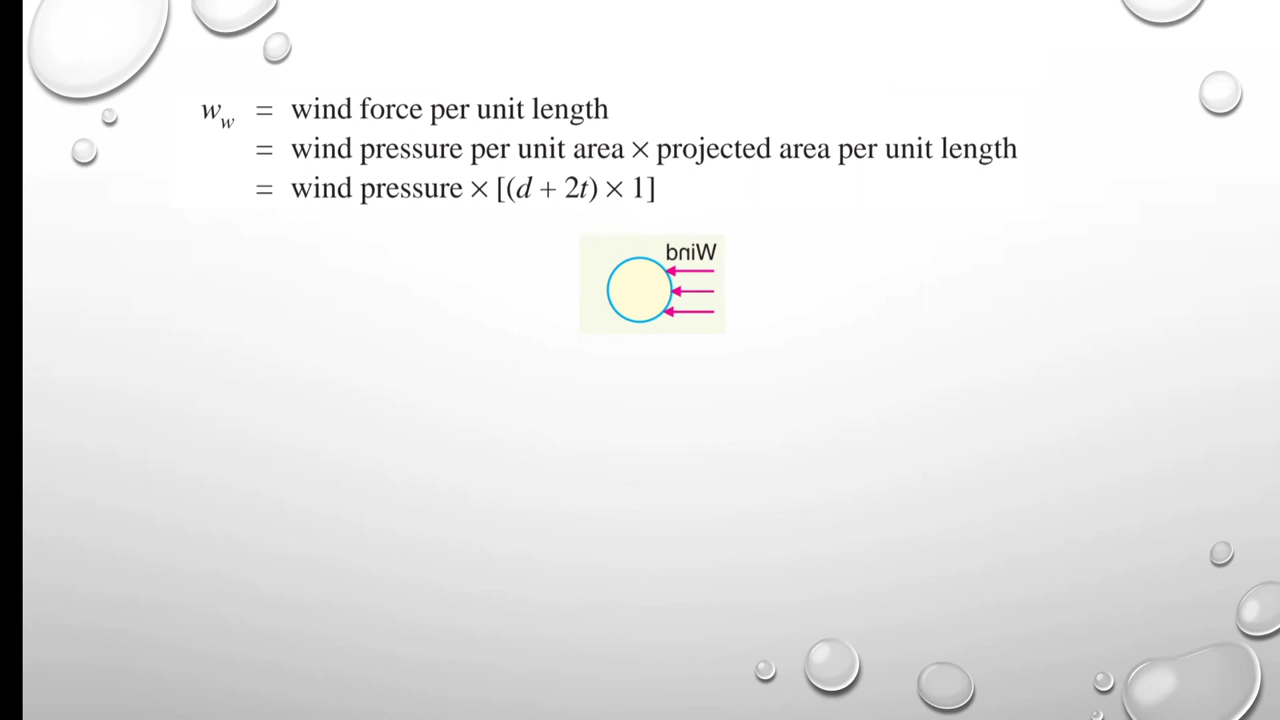 w_w = wind force per unit length
= wind pressure per unit area × projected area per unit length
= wind pressure × [(d + 2t) × 1]
Wind